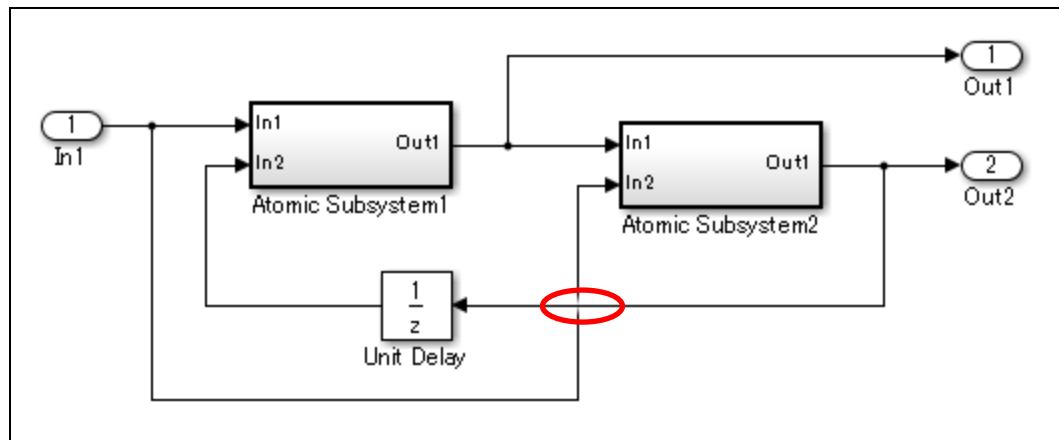 1
Out1
1
In1
In1
In2
Out1
Atomic Subsystem1
In1
In2
Out1
Atomic Subsystem2
2
Out2
1
z
Unit Delay